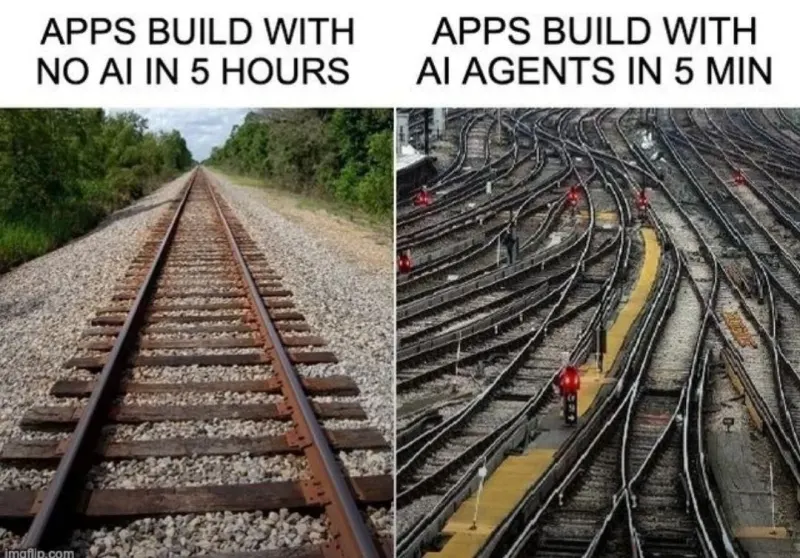 APPS BUILD WITH
NO AI IN 5 HOURS
APPS BUILD WITH
AI AGENTS IN 5 MIN
imgflip.com